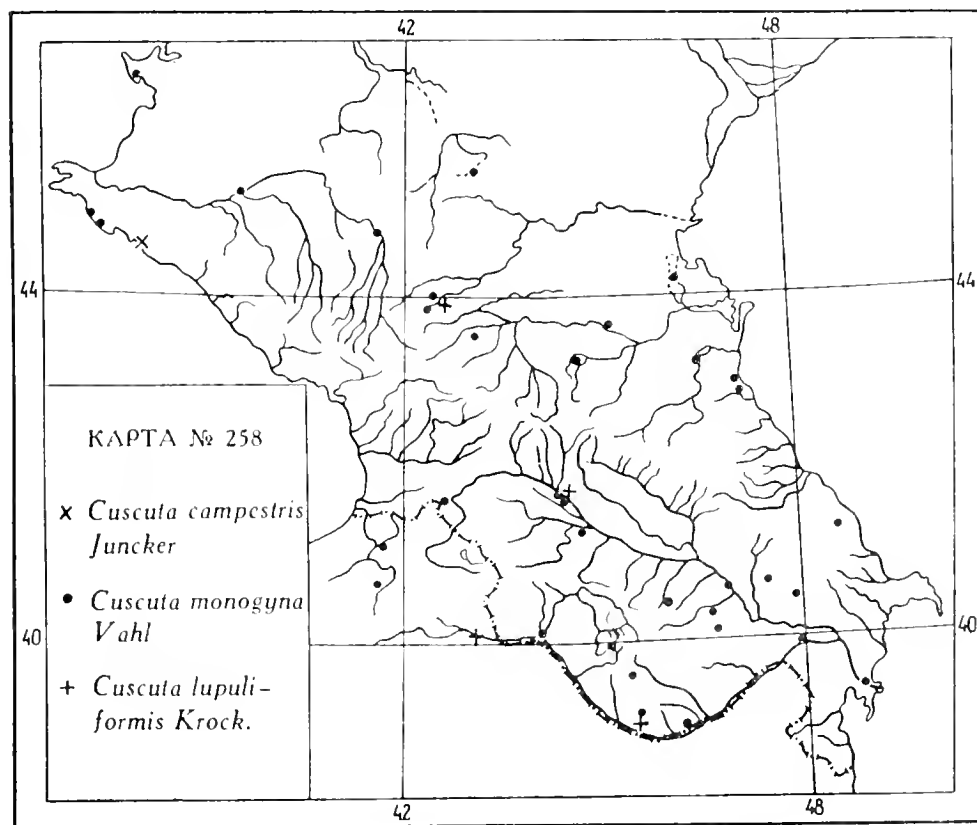 42 48
44 44
КАРТА № 258
x Cuscuta campestris
Juncker
• Cuscuta monogyna
Vahl
40 40
+ Cuscuta lupuli-
formis Krock.
42 48